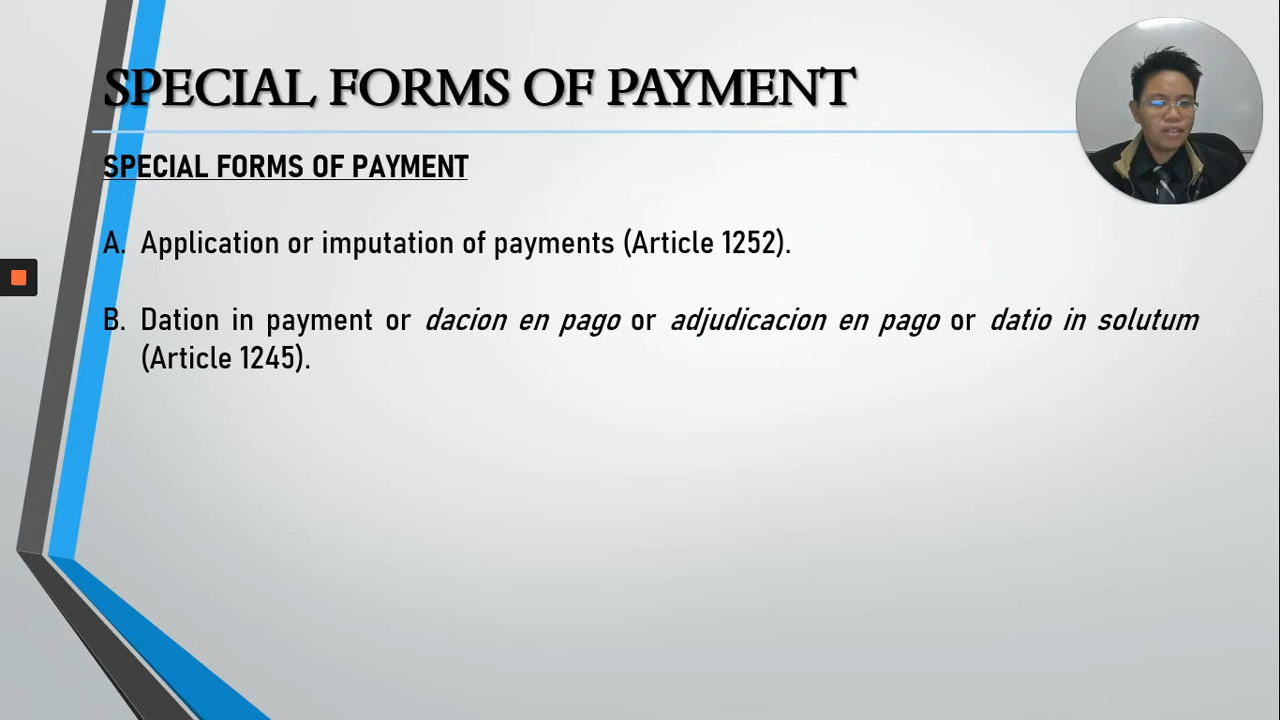 SPECIAL FORMS OF PAYMENT
SPECIAL FORMS OF PAYMENT
A. Application or imputation of payments (Article 1252).
B. Dation in payment or dacion en pago or adjudicacion en pago or datio in solutum
(Article 1245).